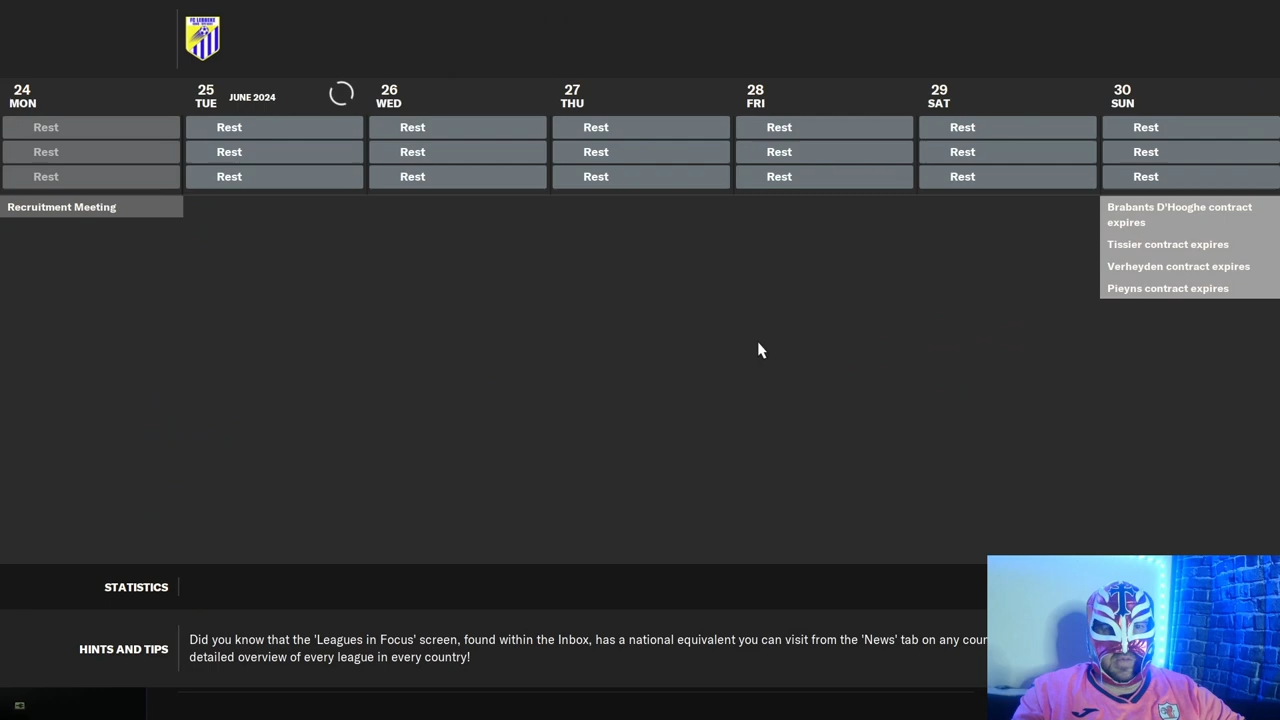 FC LEBBEKE
24
MON
25
TUE JUNE 2024
26
WED
27
THU
28
FRI
29
SAT
30
SUN
Rest Rest Rest Rest Rest Rest Rest
Rest Rest Rest Rest Rest Rest Rest
Rest Rest Rest Rest Rest Rest Rest
Recruitment Meeting
Brabants D'Hooghe contract
expires
Tissier contract expires
Verheyden contract expires
Pieyns contract expires
STATISTICS
HINTS AND TIPS
Did you know that the 'Leagues in Focus' screen, found within the Inbox, has a national equivalent you can visit from the 'News' tab on any
detailed overview of every league in every country!